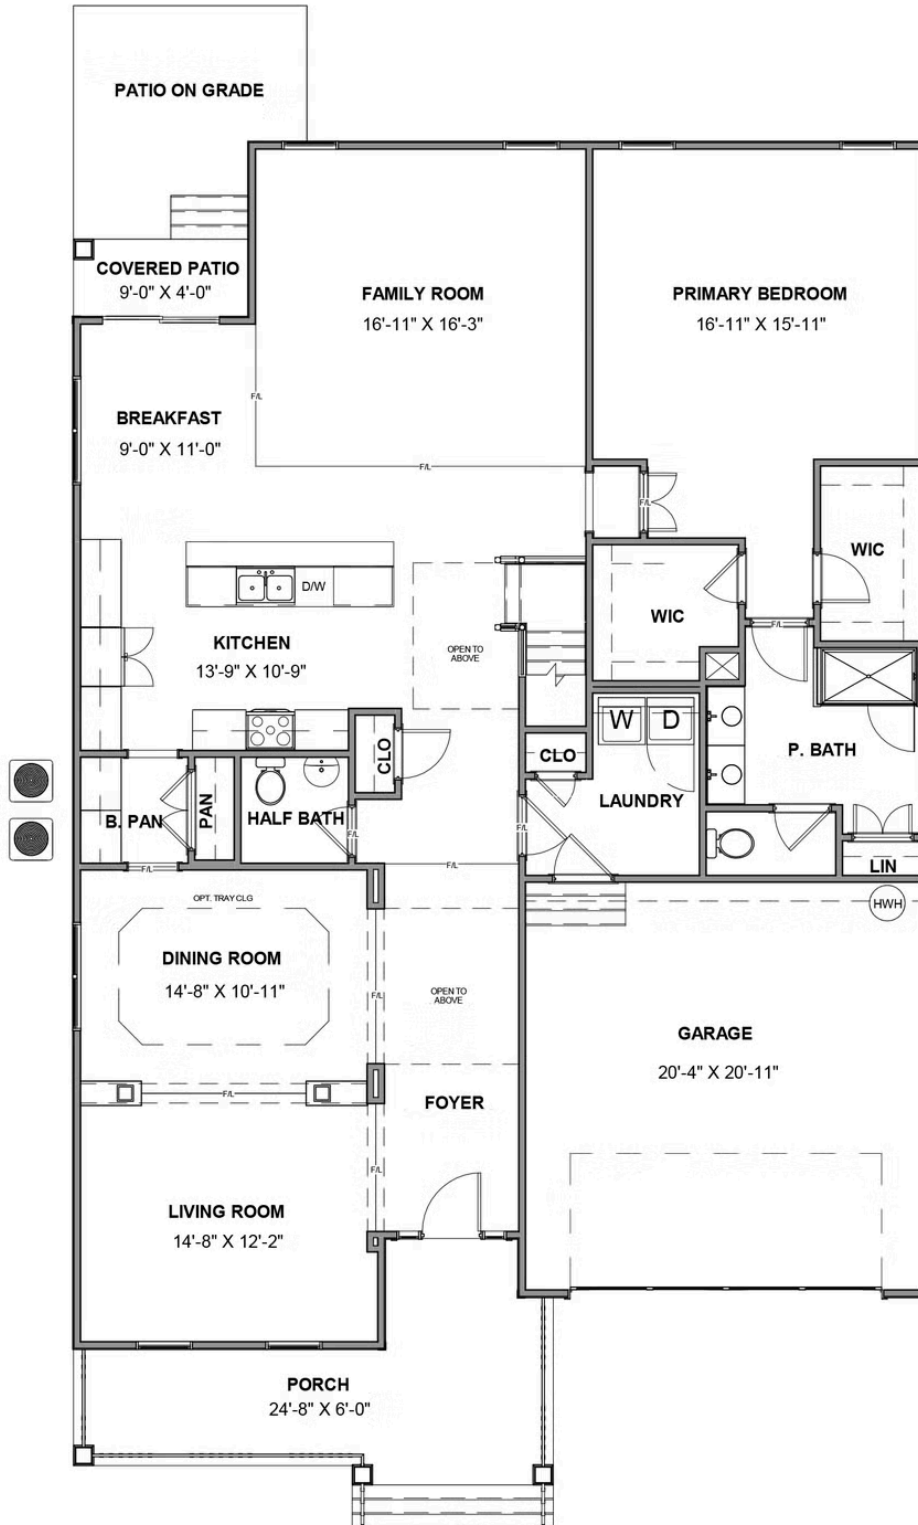 PATIO ON GRADE
COVERED PATIO
9'-0" X 4'-0"
FAMILY ROOM
16'-11" X 16'-3"
PRIMARY BEDROOM
16'-11" X 15'-11"
F/L
BREAKFAST
9'-0" X 11'-0"
F/L
F/L
WIC
D/W
WIC
KITCHEN
13'-9" X 10'-9"
OPEN TO
ABOVE
F/L
W
D
CLO
CLO
P. BATH
LAUNDRY
B. PAN
PAN
HALF BATH
F/L
F/L
F/L
F/L
LIN
OPT. TRAY CLG
HWH
DINING ROOM
14'-8" X 10'-11"
F/L
OPEN TO
ABOVE
GARAGE
20'-4" X 20'-11"
F/L
FOYER
F/L
LIVING ROOM
14'-8" X 12'-2"
PORCH
24'-8" X 6'-0"